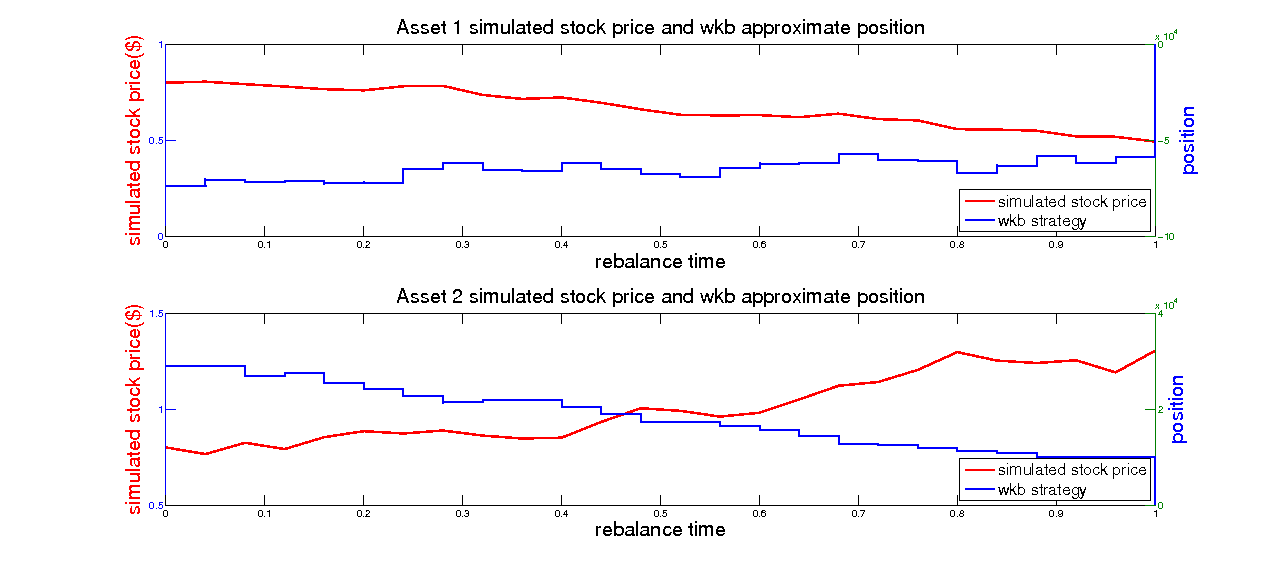 Asset 1 simulated stock price and wkb approximate position
x 10^4
simulated stock price($)
position
1
0.5
0
0
-5
-10
simulated stock price
wkb strategy
0 0.1 0.2 0.3 0.4 0.5 0.6 0.7 0.8 0.9 1
rebalance time
Asset 2 simulated stock price and wkb approximate position
x 10^4
simulated stock price($)
position
1.5
1
0.5
4
2
0
simulated stock price
wkb strategy
0 0.1 0.2 0.3 0.4 0.5 0.6 0.7 0.8 0.9 1
rebalance time